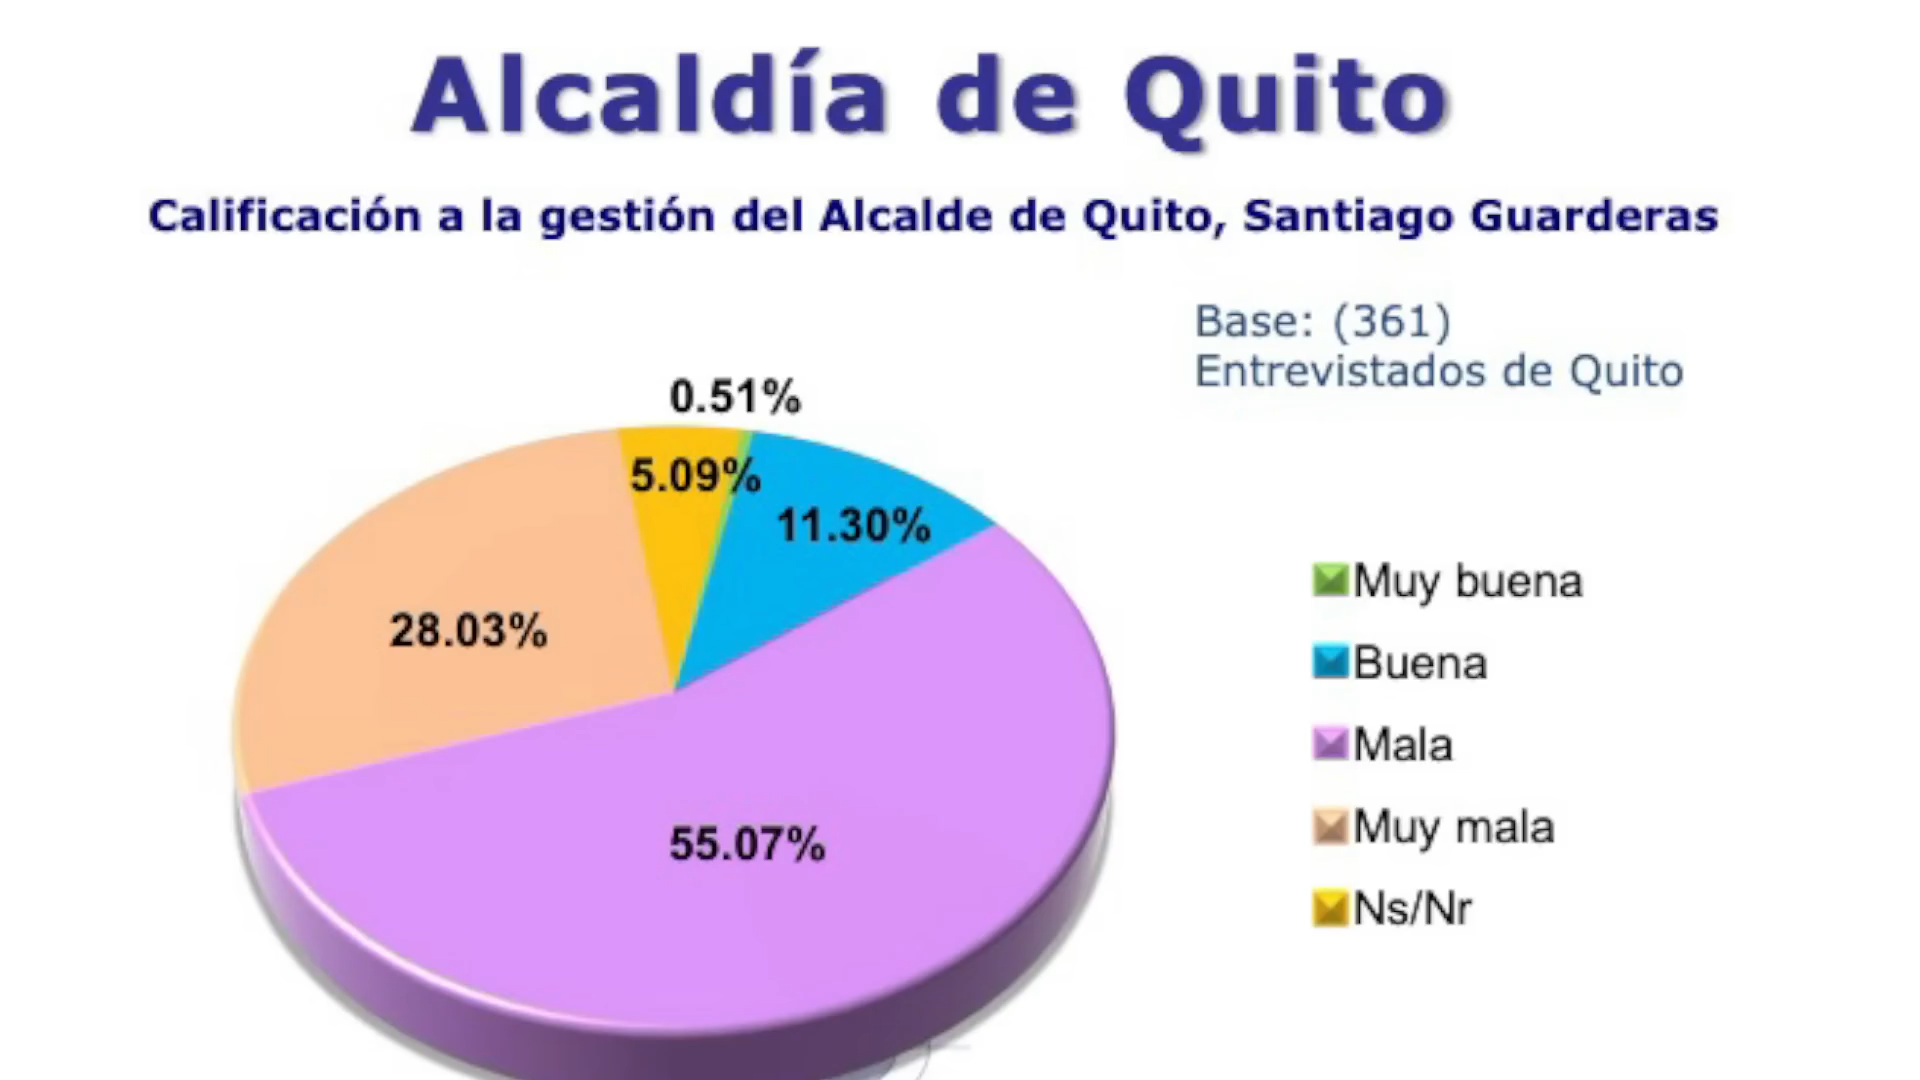 Alcaldía de Quito
Calificación a la gestión del Alcalde de Quito, Santiago Guarderas
Base: (361)
Entrevistados de Quito
0.51%
5.09%
11.30%
28.03%
55.07%
Muy buena
Buena
Mala
Muy mala
Ns/Nr